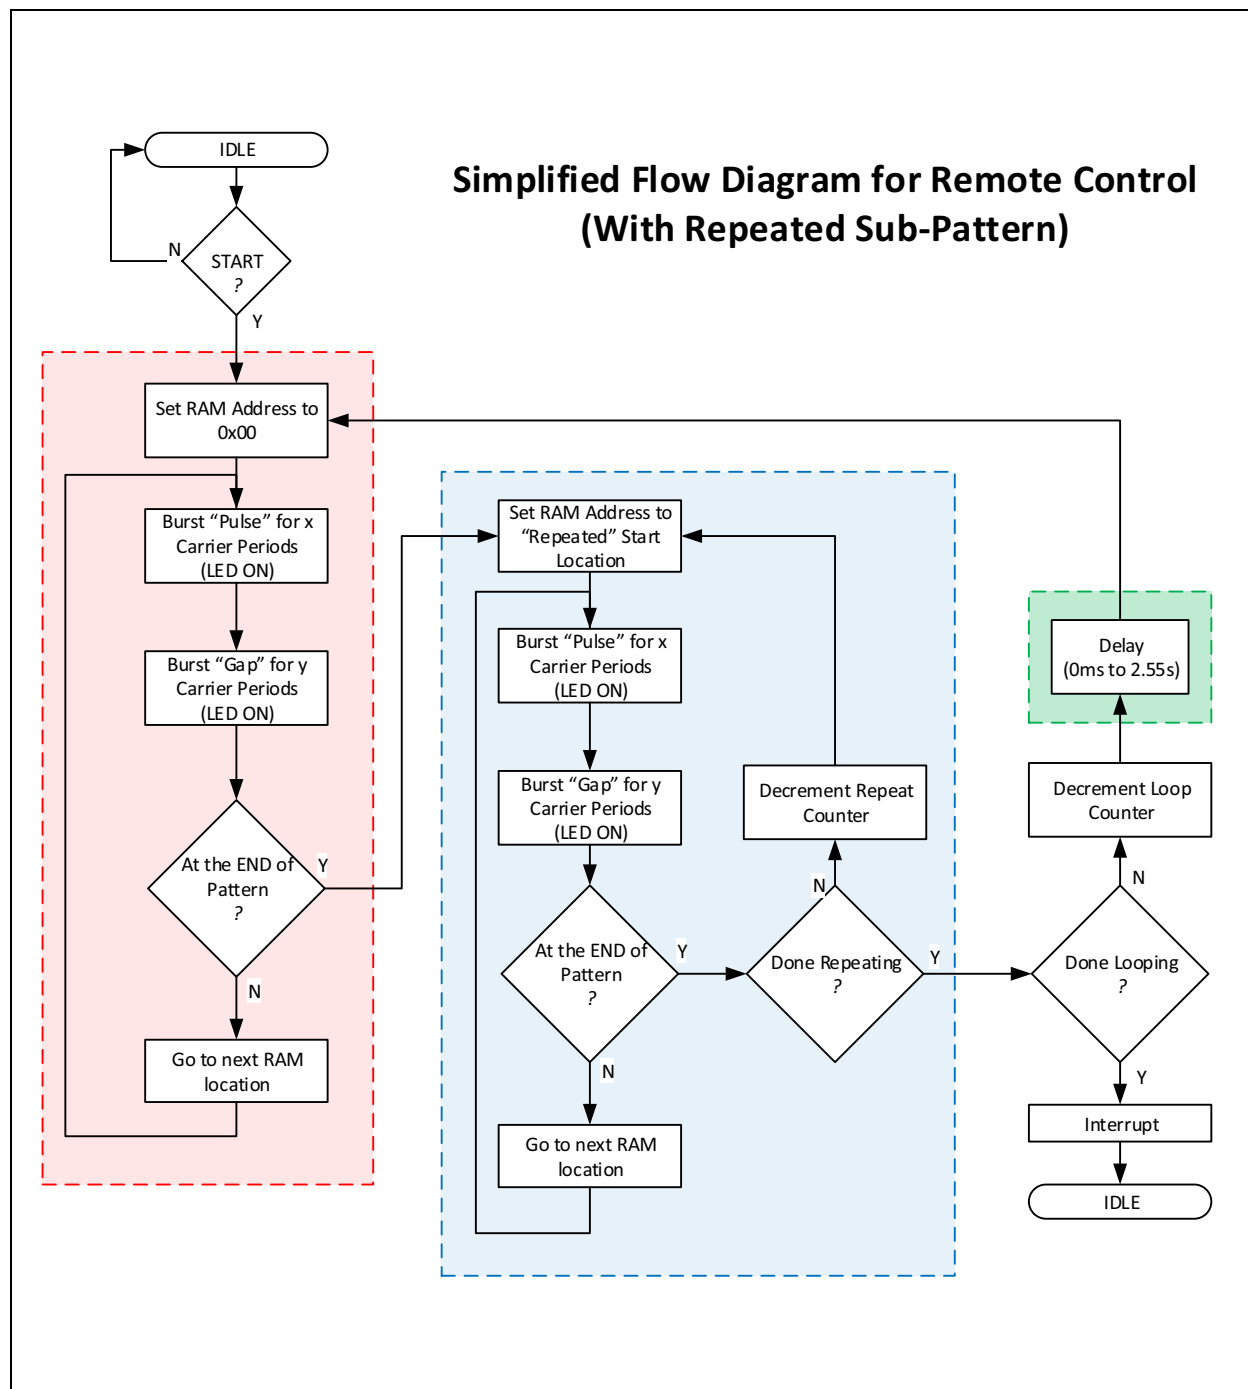 Simplified Flow Diagram for Remote Control
(With Repeated Sub-Pattern)
IDLE
START
?
N
Y
Set RAM Address to
0x00
Burst “Pulse” for x
Carrier Periods
(LED ON)
Burst “Gap” for y
Carrier Periods
(LED ON)
At the END of
Pattern
?
Y
N
Go to next RAM
location
Set RAM Address to
“Repeated” Start
Location
Burst “Pulse” for x
Carrier Periods
(LED ON)
Burst “Gap” for y
Carrier Periods
(LED ON)
At the END of
Pattern
?
Y
N
Go to next RAM
location
Decrement Repeat
Counter
N
Done Repeating
?
Y
Delay
(0ms to 2.55s)
Decrement Loop
Counter
N
Done Looping
?
Y
Interrupt
IDLE